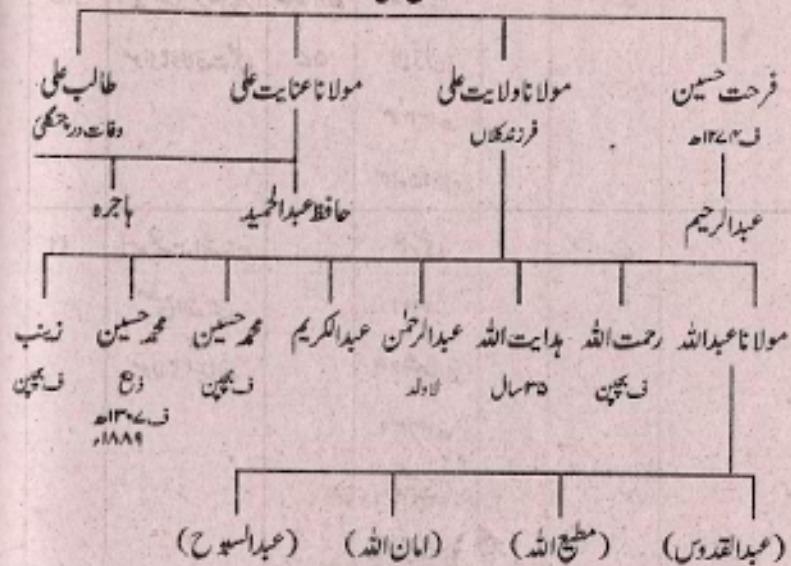 فرحت حسین مولانا ولایت علی مولانا عنایت علی طالب علی
ف ۱۲۷۴ھ فرزند کلاں وفات در چنگلئ
عبدالرحیم حافظ عبدالحمید ہاجرہ
مولانا عبداللہ رحمت اللہ ہدایت اللہ عبدالرحمٰن عبدالکریم محمد حسین محمد حسین زینب
ف بچپن ۳۵ سال لاولد ف بچپن ذبح ف بچپن
ف ۱۳۰۷ھ
۱۸۸۹ء
(عبدالقدوس) (مطیع اللہ) (امان اللہ) (عبدالسبوح)